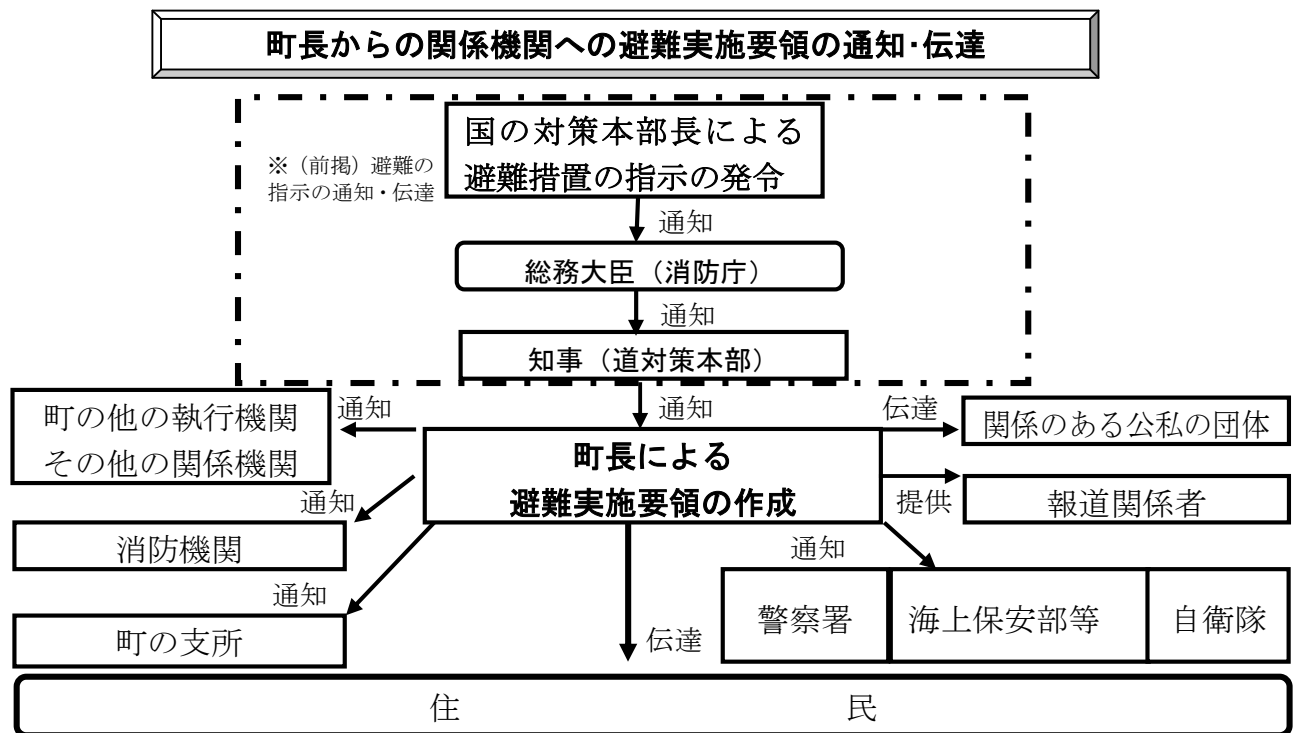 町長からの関係機関への避難実施要領の通知･伝達
国の対策本部長による
避難措置の指示の発令
※（前掲）避難の
指示の通知・伝達
通知
総務大臣（消防庁）
通知
知事（道対策本部）
通知
町の他の執行機関
その他の関係機関
通知
伝達
関係のある公私の団体
町長による
避難実施要領の作成
通知
消防機関
提供
報道関係者
通知
町の支所
通知
警察署
海上保安部等
自衛隊
伝達
住民